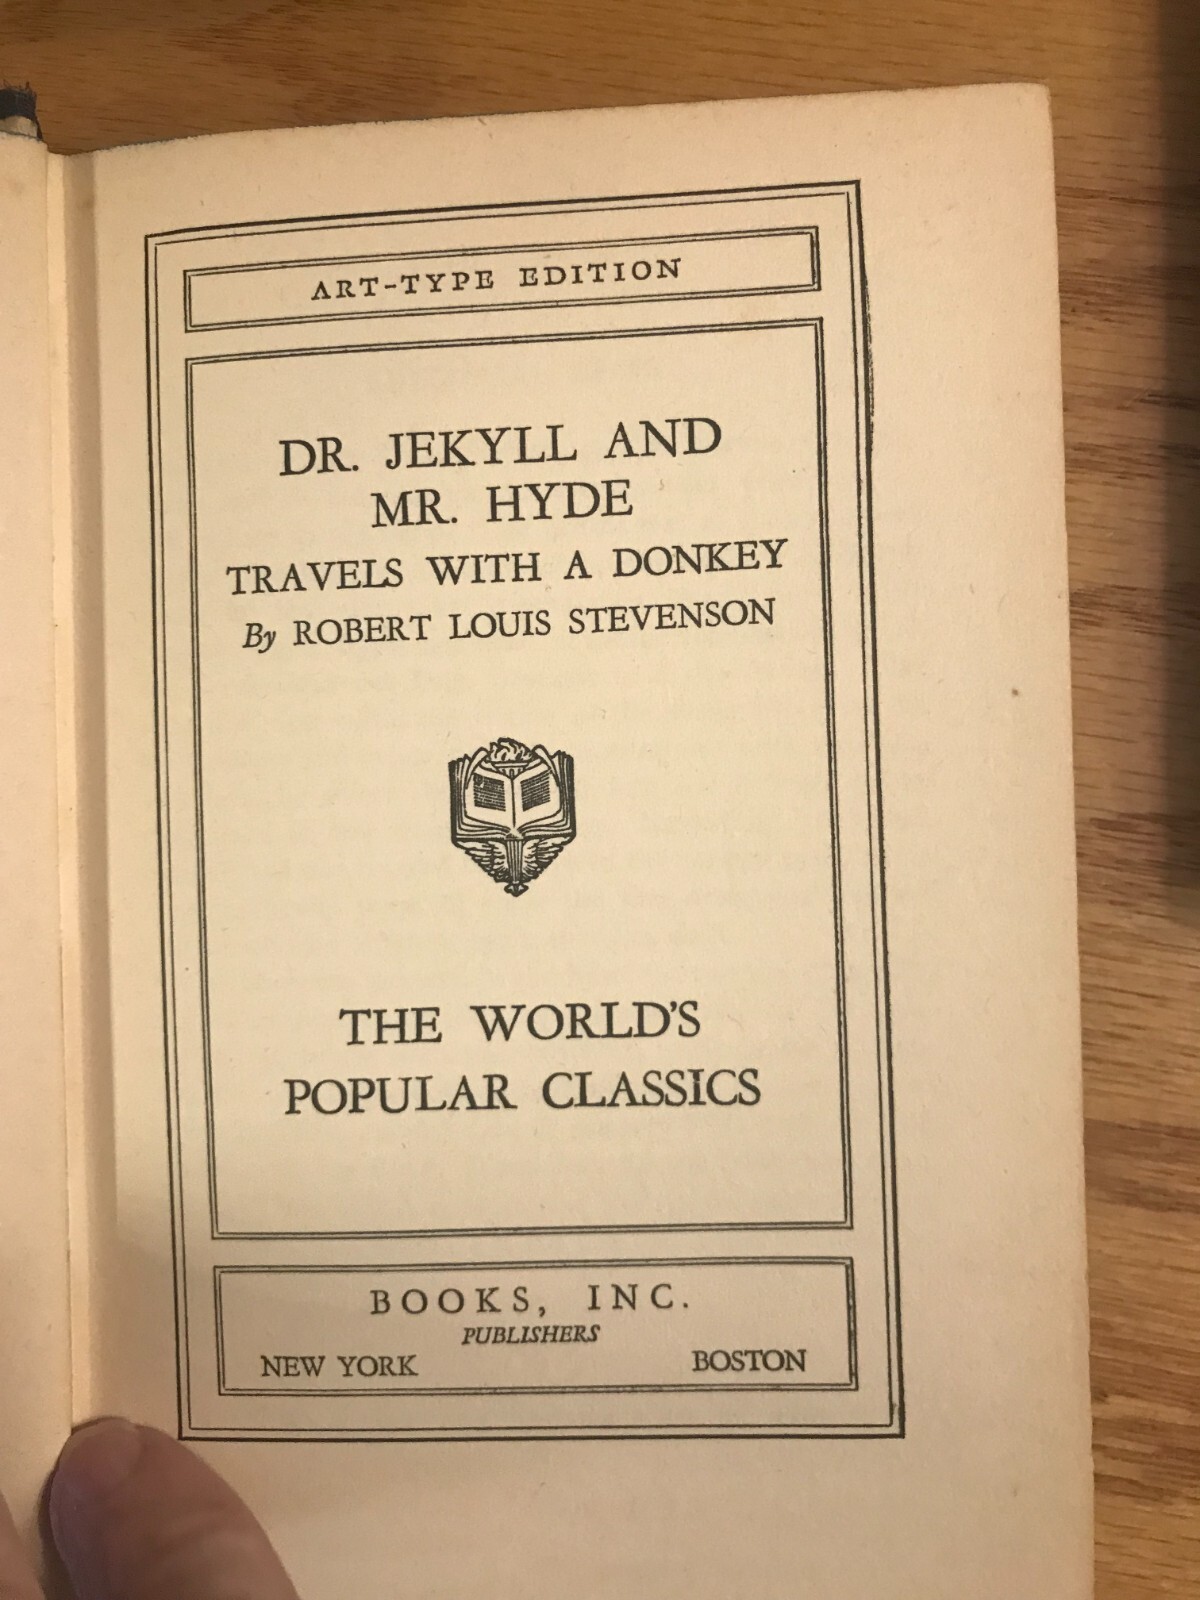 ART-TYPE EDITION
DR. JEKYLL AND
MR. HYDE
TRAVELS WITH A DONKEY
By ROBERT LOUIS STEVENSON
THE WORLD'S
POPULAR CLASSICS
BOOKS, INC.
PUBLISHERS
NEW YORK BOSTON